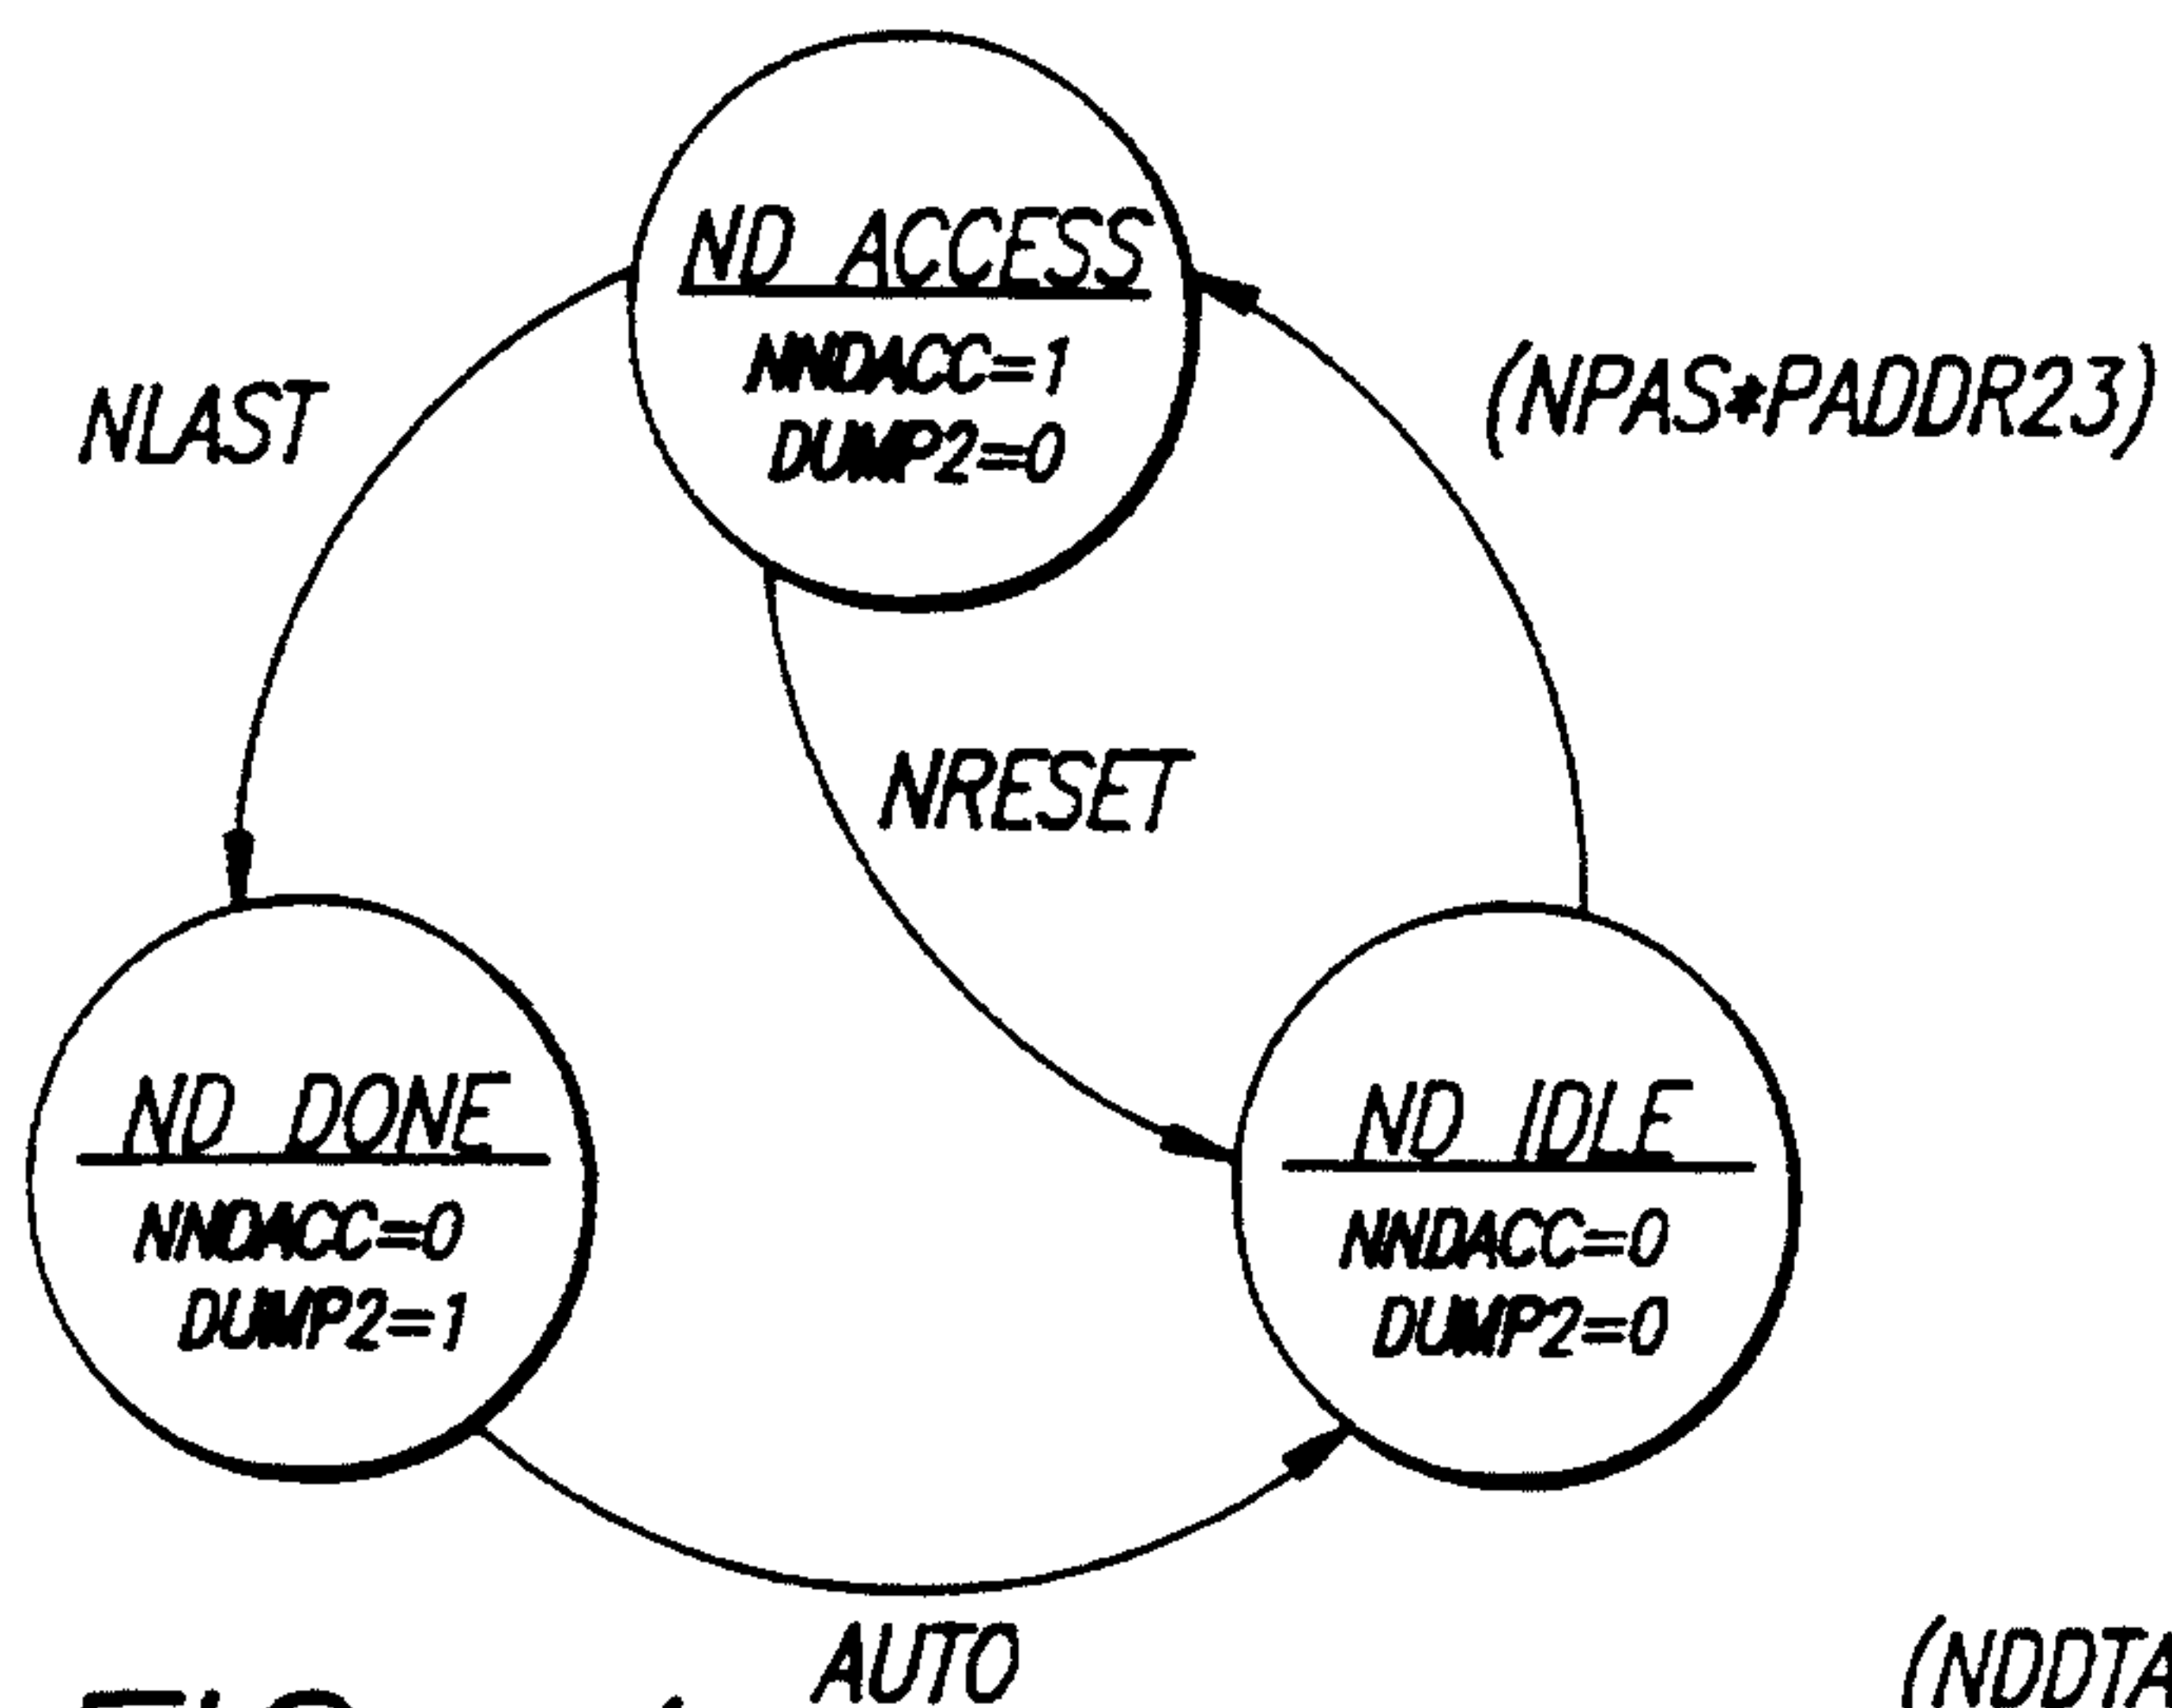 ND ACCESS
NNDACC=1
DUMP2=0
NLAST
(NPAS*PADDR23)
NRESET
ND DONE
NNDACC=0
DUMP2=1
ND IDLE
NNDACC=0
DUMP2=0
AUTO
(NDDTA